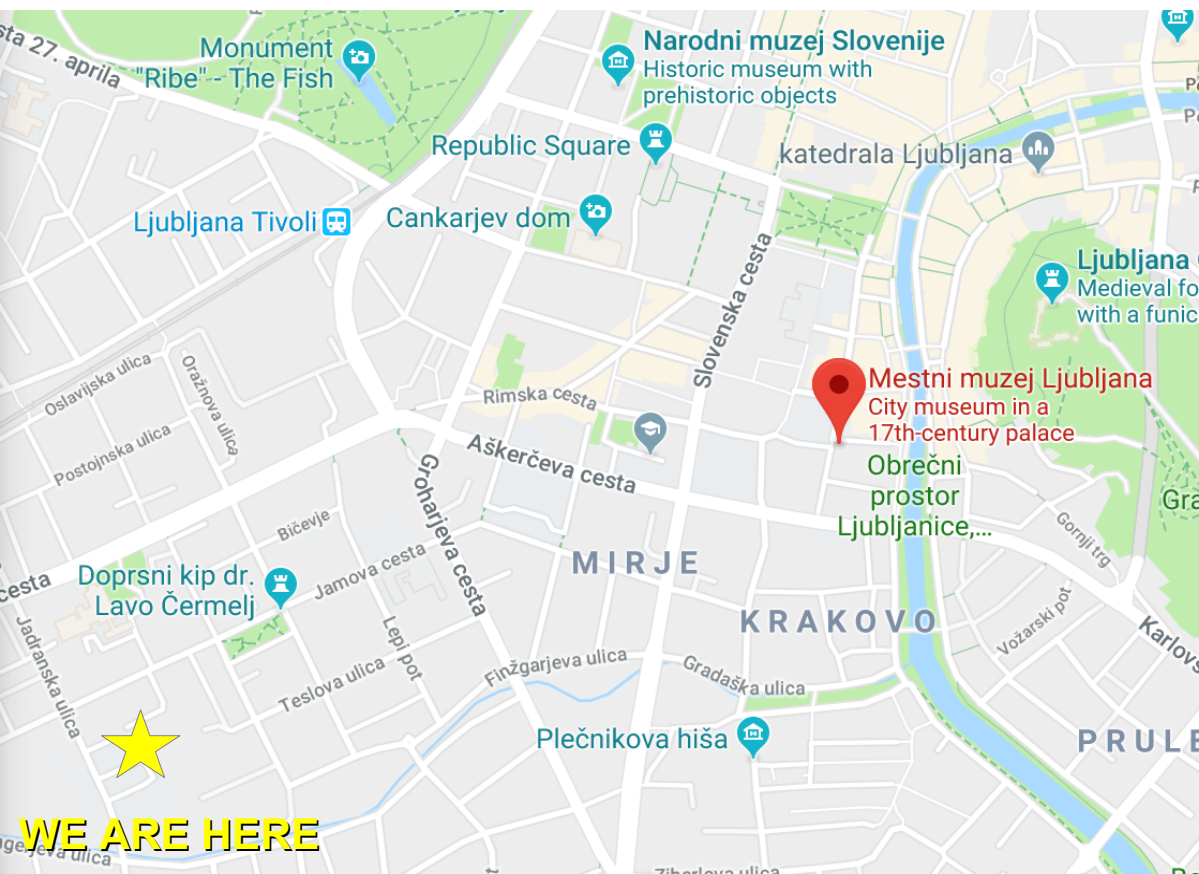 sta 27. aprila
Monument
"Ribe" - The Fish
Narodni muzej Slovenije
Historic museum with
prehistoric objects
Republic Square
katedrala Ljubljana
Ljubljana Tivoli
Cankarjev dom
Slovenska cesta
Ljubljana
Medieval fo
with a funic
Oslavijska ulica
Oražnova ulica
Rimska cesta
Mestni muzej Ljubljana
City museum in a
17th-century palace
Postojnska ulica
Aškerčeva cesta
Obrečni
prostor
Ljubljanice,...
Groharjeva cesta
Gra
Bičevje
Gornji trg
MIRJE
Jamova cesta
cesta
Doprsni kip dr.
Lavo Čermelj
KRAKOVO
Vožarski pot
Karlovs
Jadranska ulica
Lepi pot
Teslova ulica
Finžgarjeva ulica
Gradaška ulica
Plečnikova hiša
PRULE
WE ARE HERE
gerjeva ulica
Ziherlova ulica